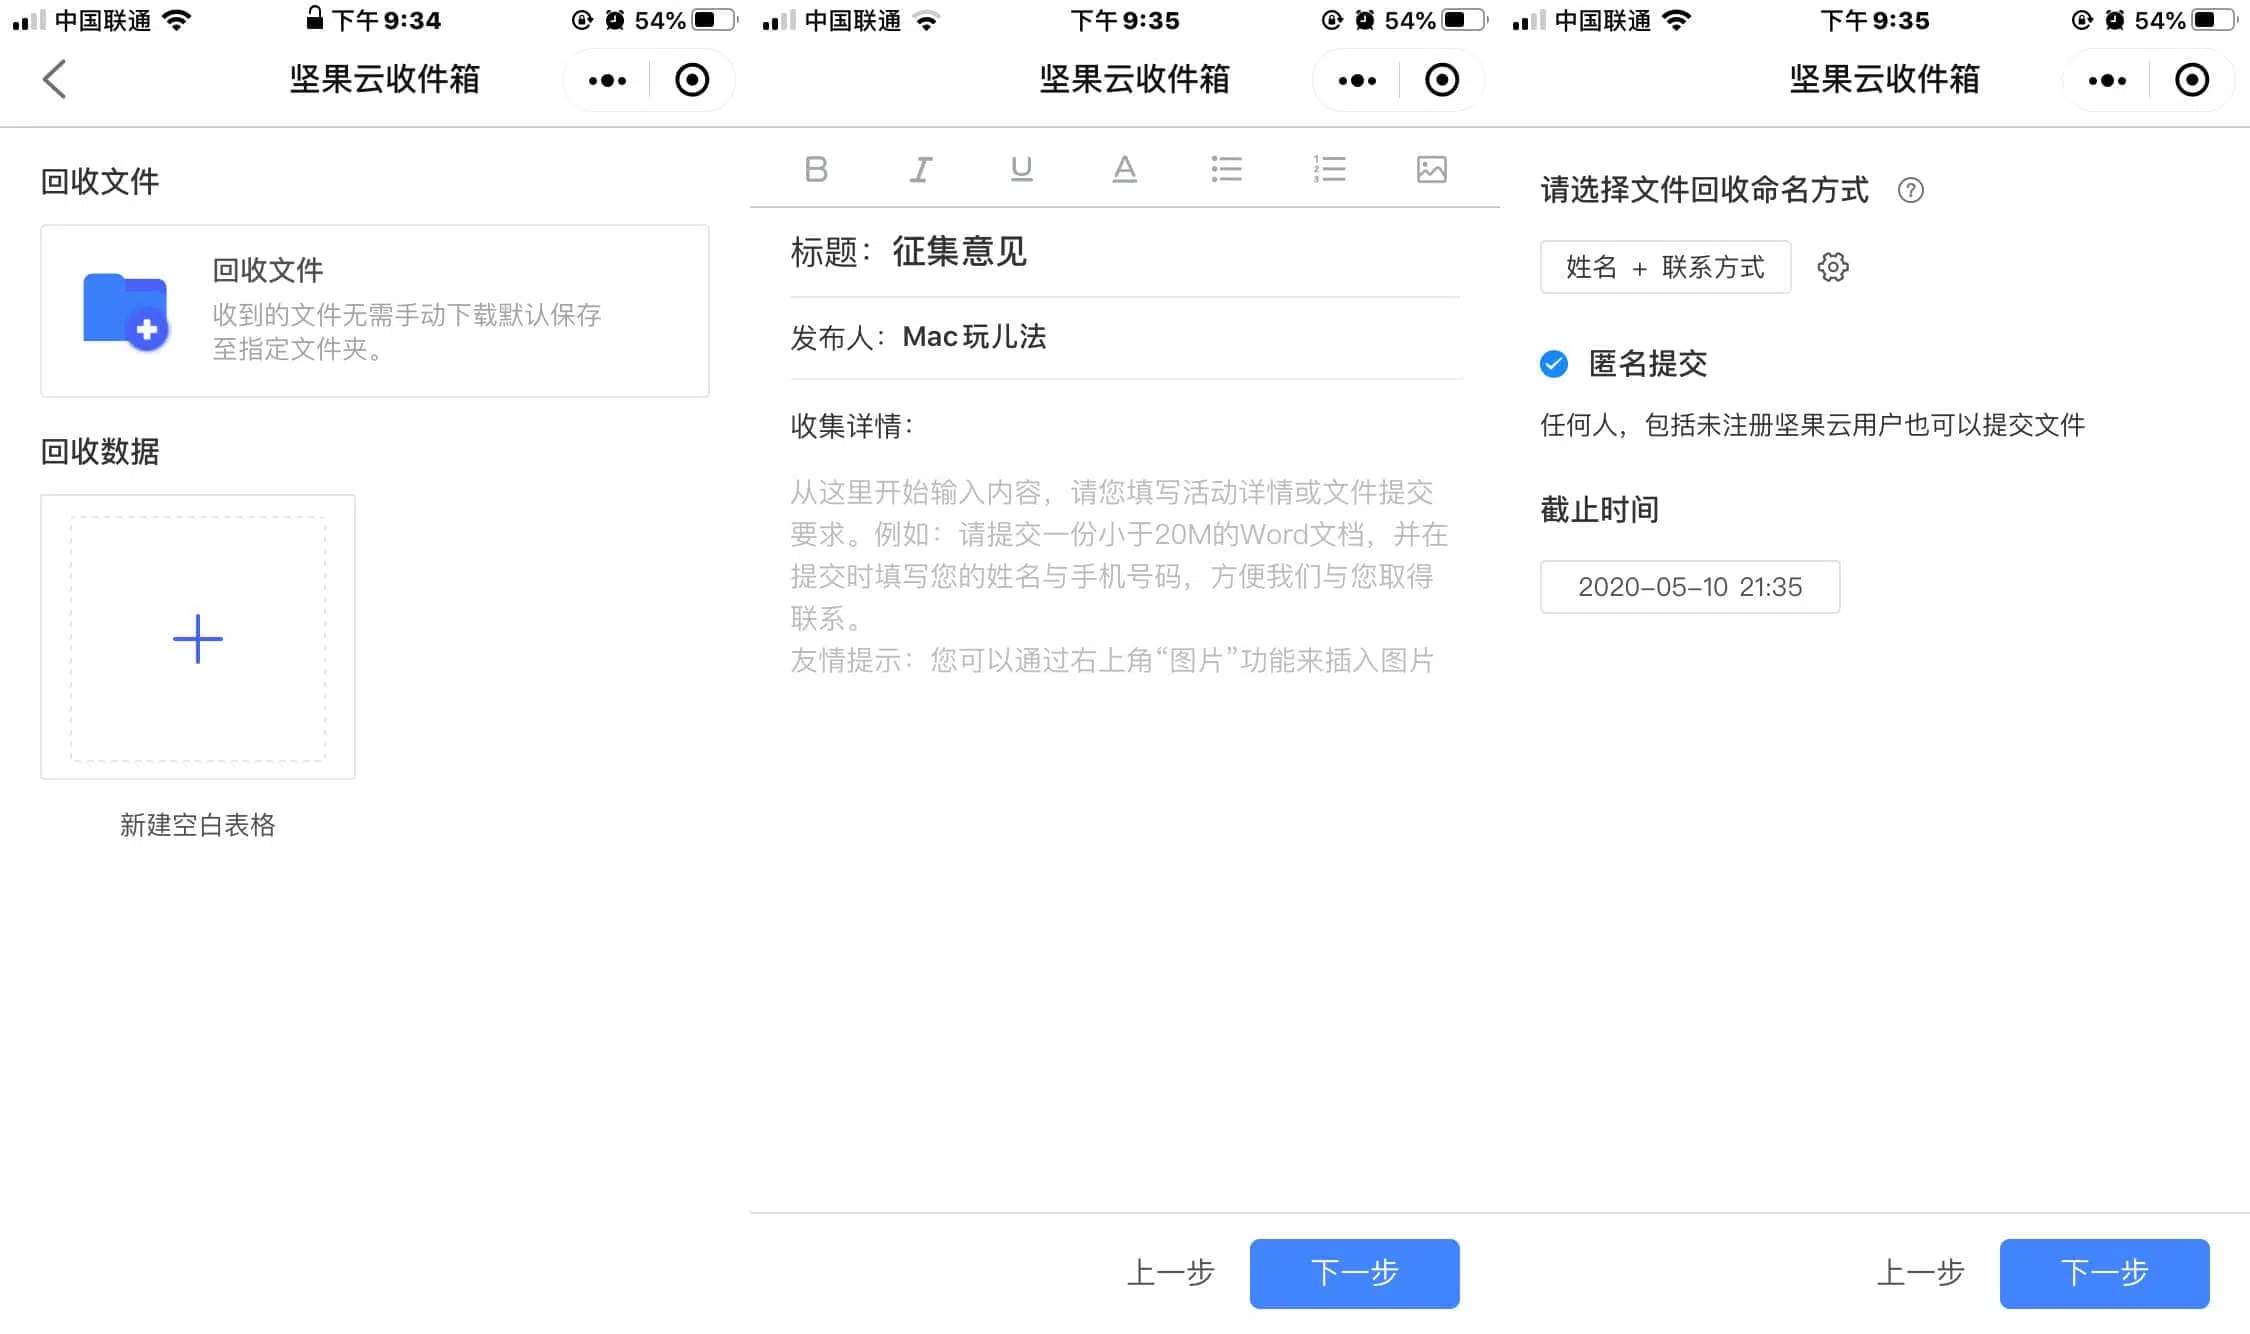 中国联通 下午 9:34 54%
坚果云收件箱
回收文件
回收文件
收到的文件无需手动下载默认保存
至指定文件夹。
回收数据
新建空白表格
中国联通 下午 9:35 54%
坚果云收件箱
B I U A
标题：征集意见
发布人：Mac玩儿法
收集详情：
从这里开始输入内容，请您填写活动详情或文件提交
要求。例如：请提交一份小于20M的Word文档，并在
提交时填写您的姓名与手机号码，方便我们与您取得
联系。
友情提示：您可以通过右上角“图片”功能来插入图片
上一步 下一步
中国联通 下午 9:35 54%
坚果云收件箱
请选择文件回收命名方式 ?
姓名 + 联系方式
匿名提交
任何人，包括未注册坚果云用户也可以提交文件
截止时间
2020-05-10 21:35
上一步 下一步